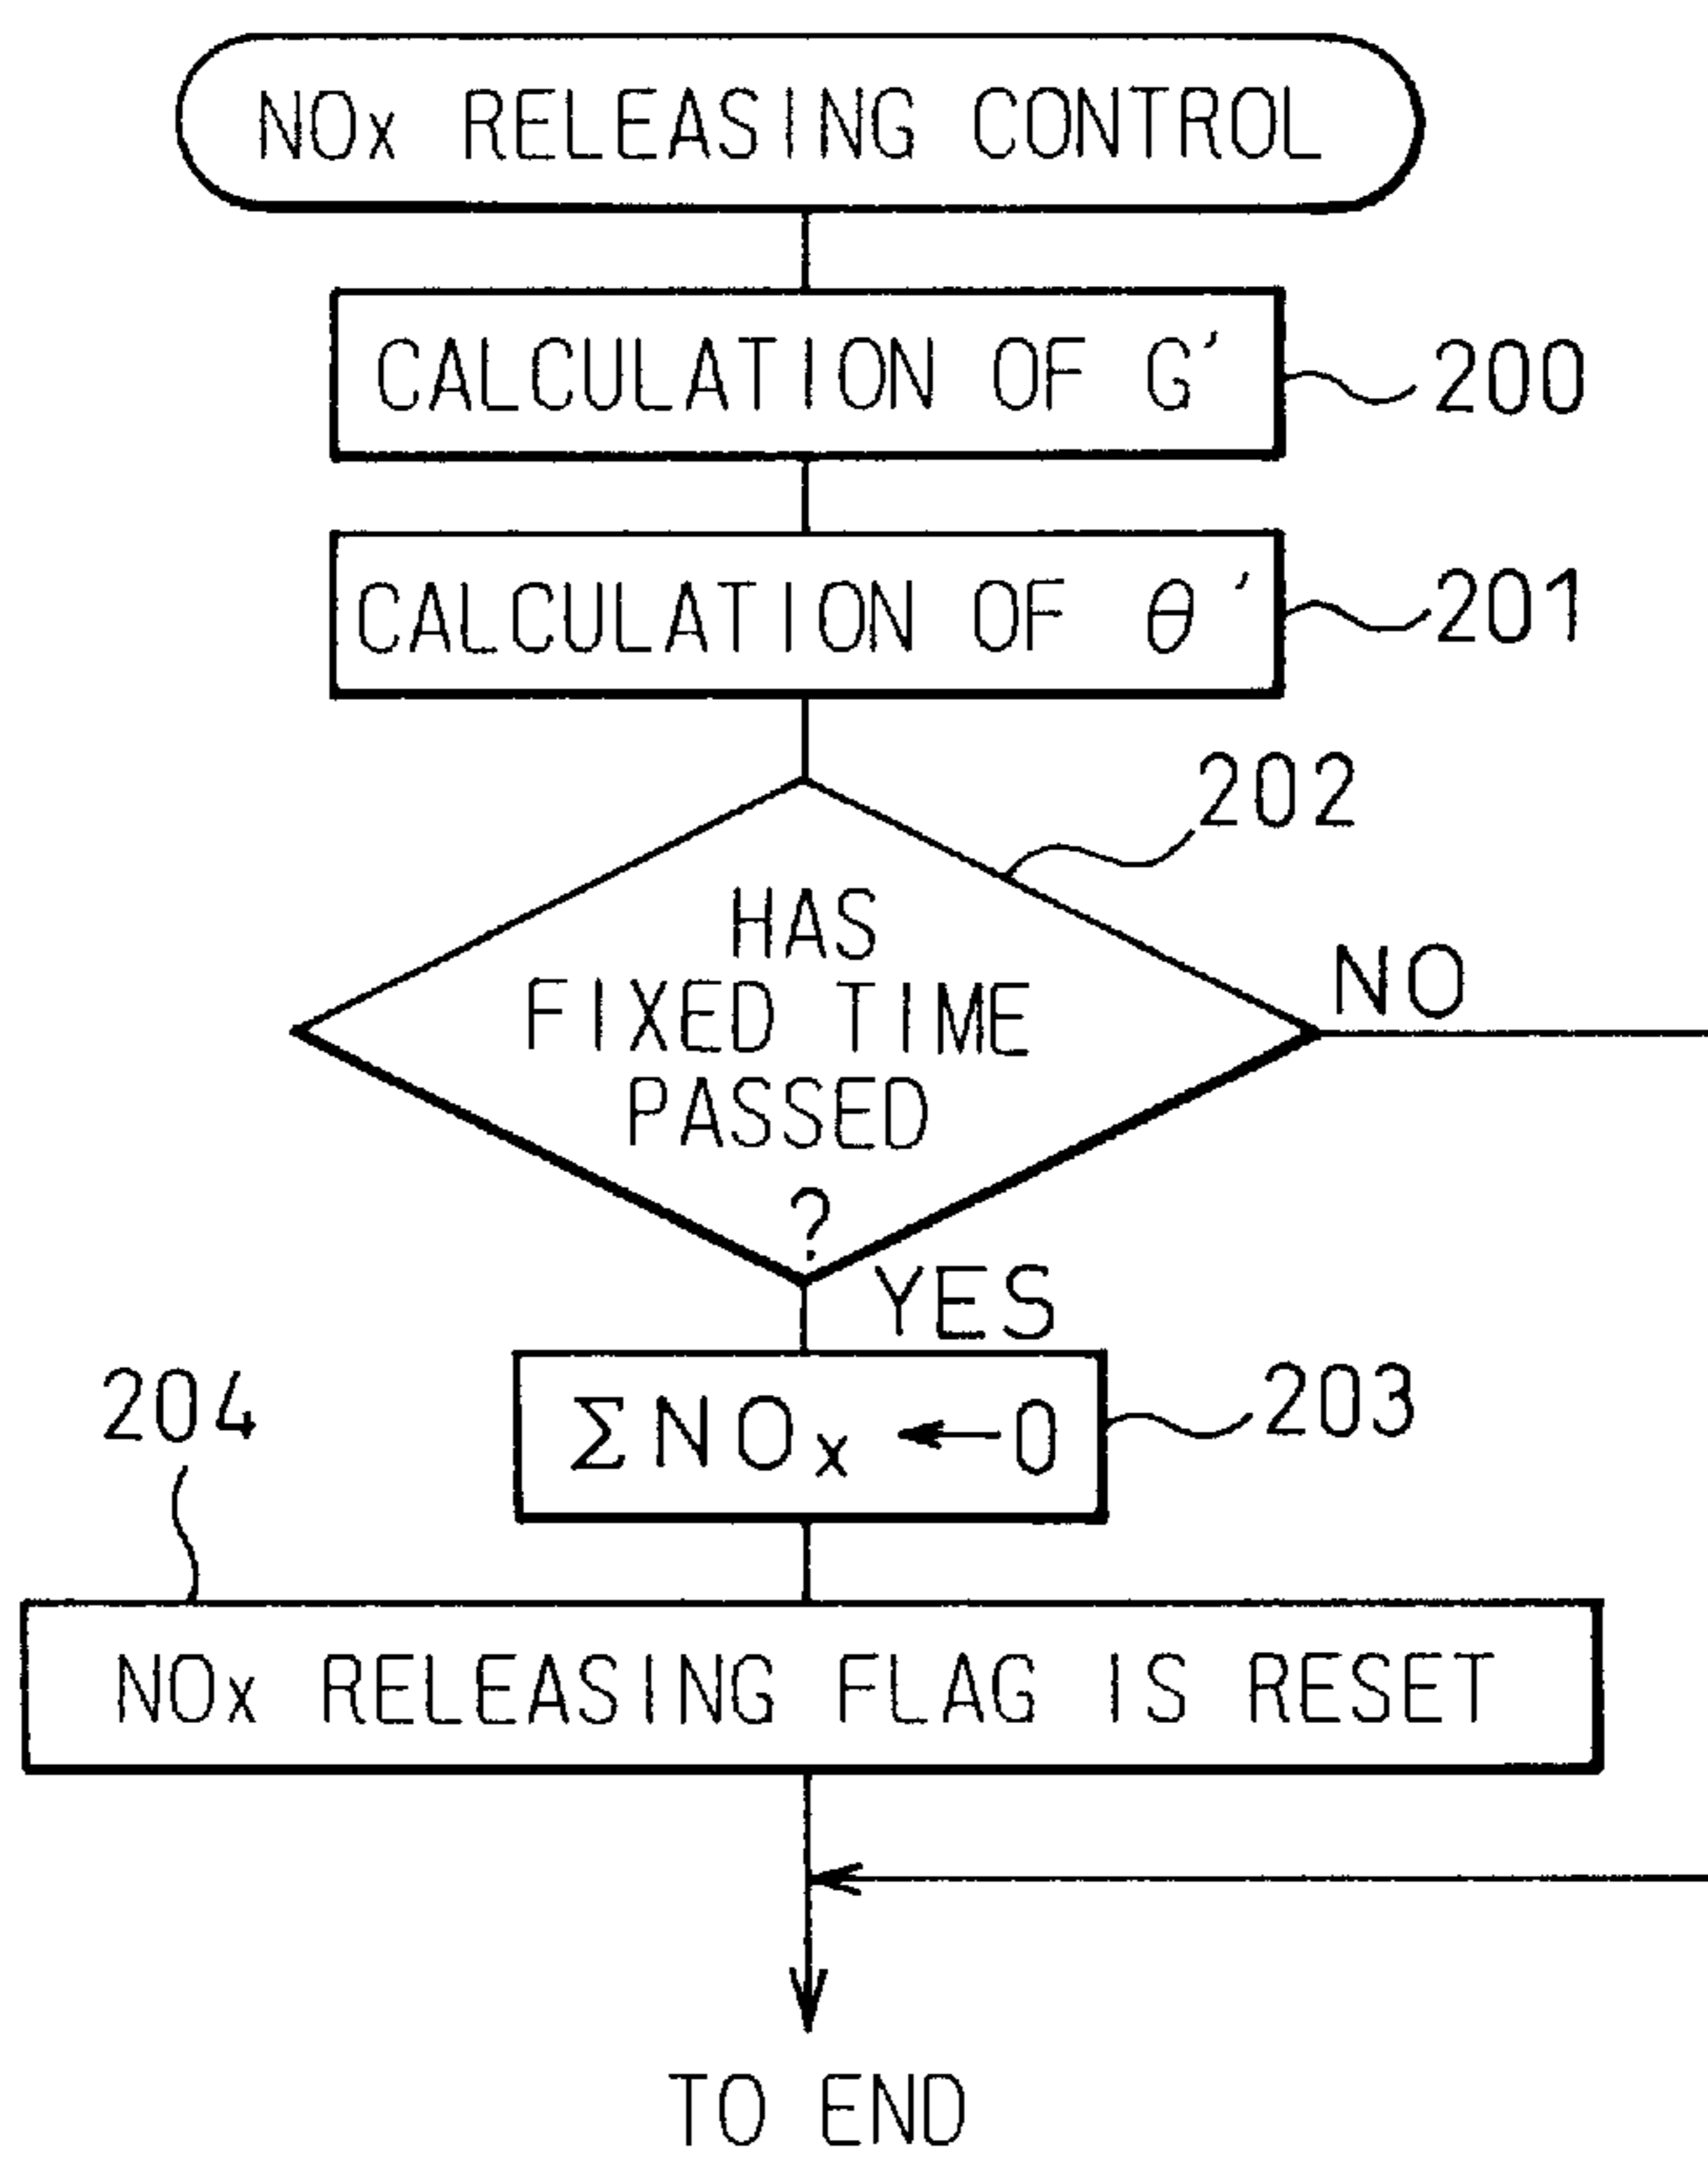 NOx RELEASING CONTROL
CALCULATION OF G'
200
CALCULATION OF θ'
201
202
HAS
FIXED TIME
PASSED
?
NO
YES
ΣNOx ← 0
203
204
NOx RELEASING FLAG IS RESET
TO END